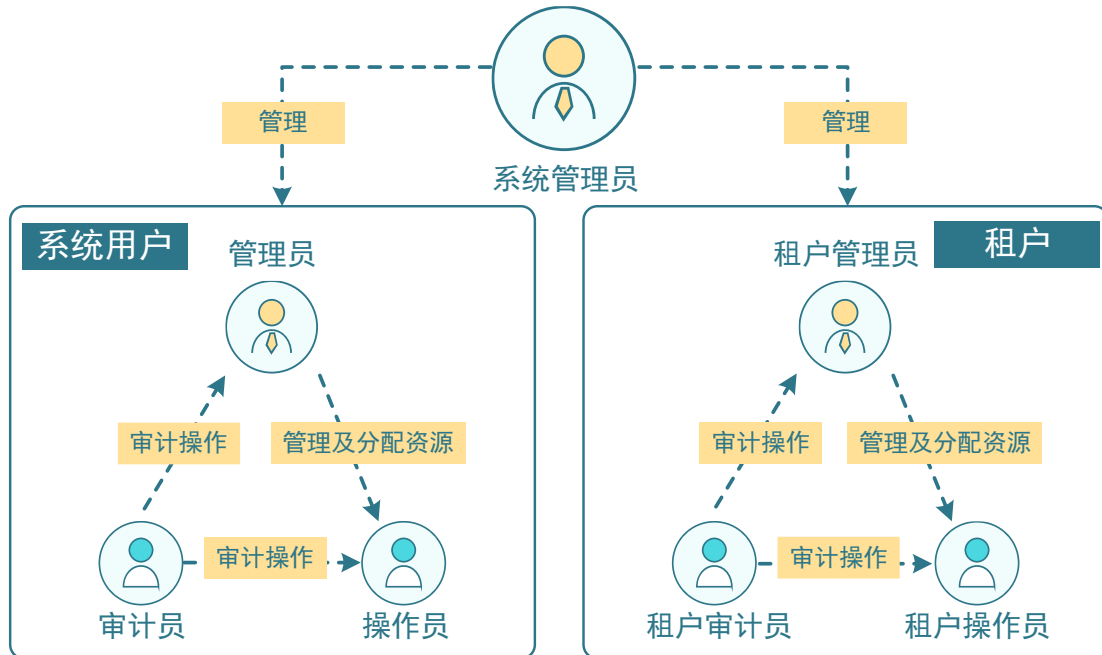 管理
管理
系统管理员
系统用户
管理员
审计操作
管理及分配资源
审计操作
审计员
操作员
租户
租户管理员
审计操作
管理及分配资源
审计操作
租户审计员
租户操作员